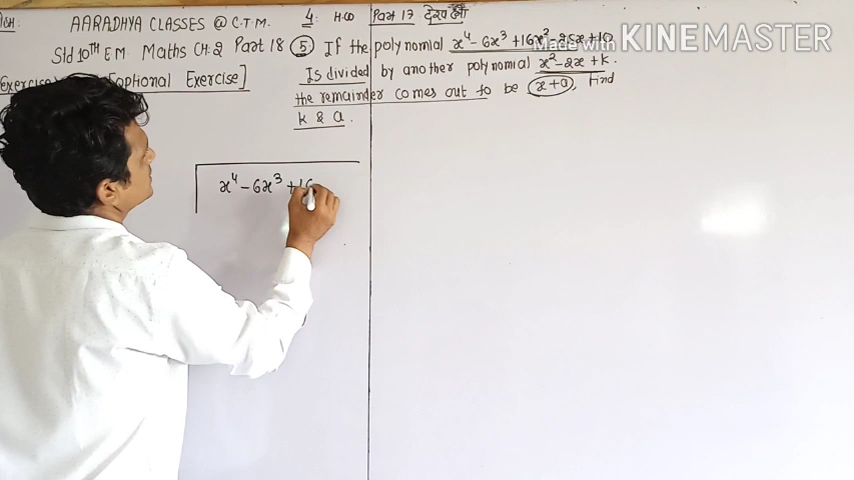 AARADHYA CLASSES @ C.T.M. 4: H.W Part 17 देख लो
Std 10TH E.M. Maths CH:2 Part 18 5 If the polynomial x⁴ - 6x³ + 16x² - 25x + 10
[Optional Exercise] Is divided by another polynomial x² - 2x + k.
the remainder comes out to be x + a, Find
k & a.
x⁴ - 6x³ + 16
Made with KINEMASTER